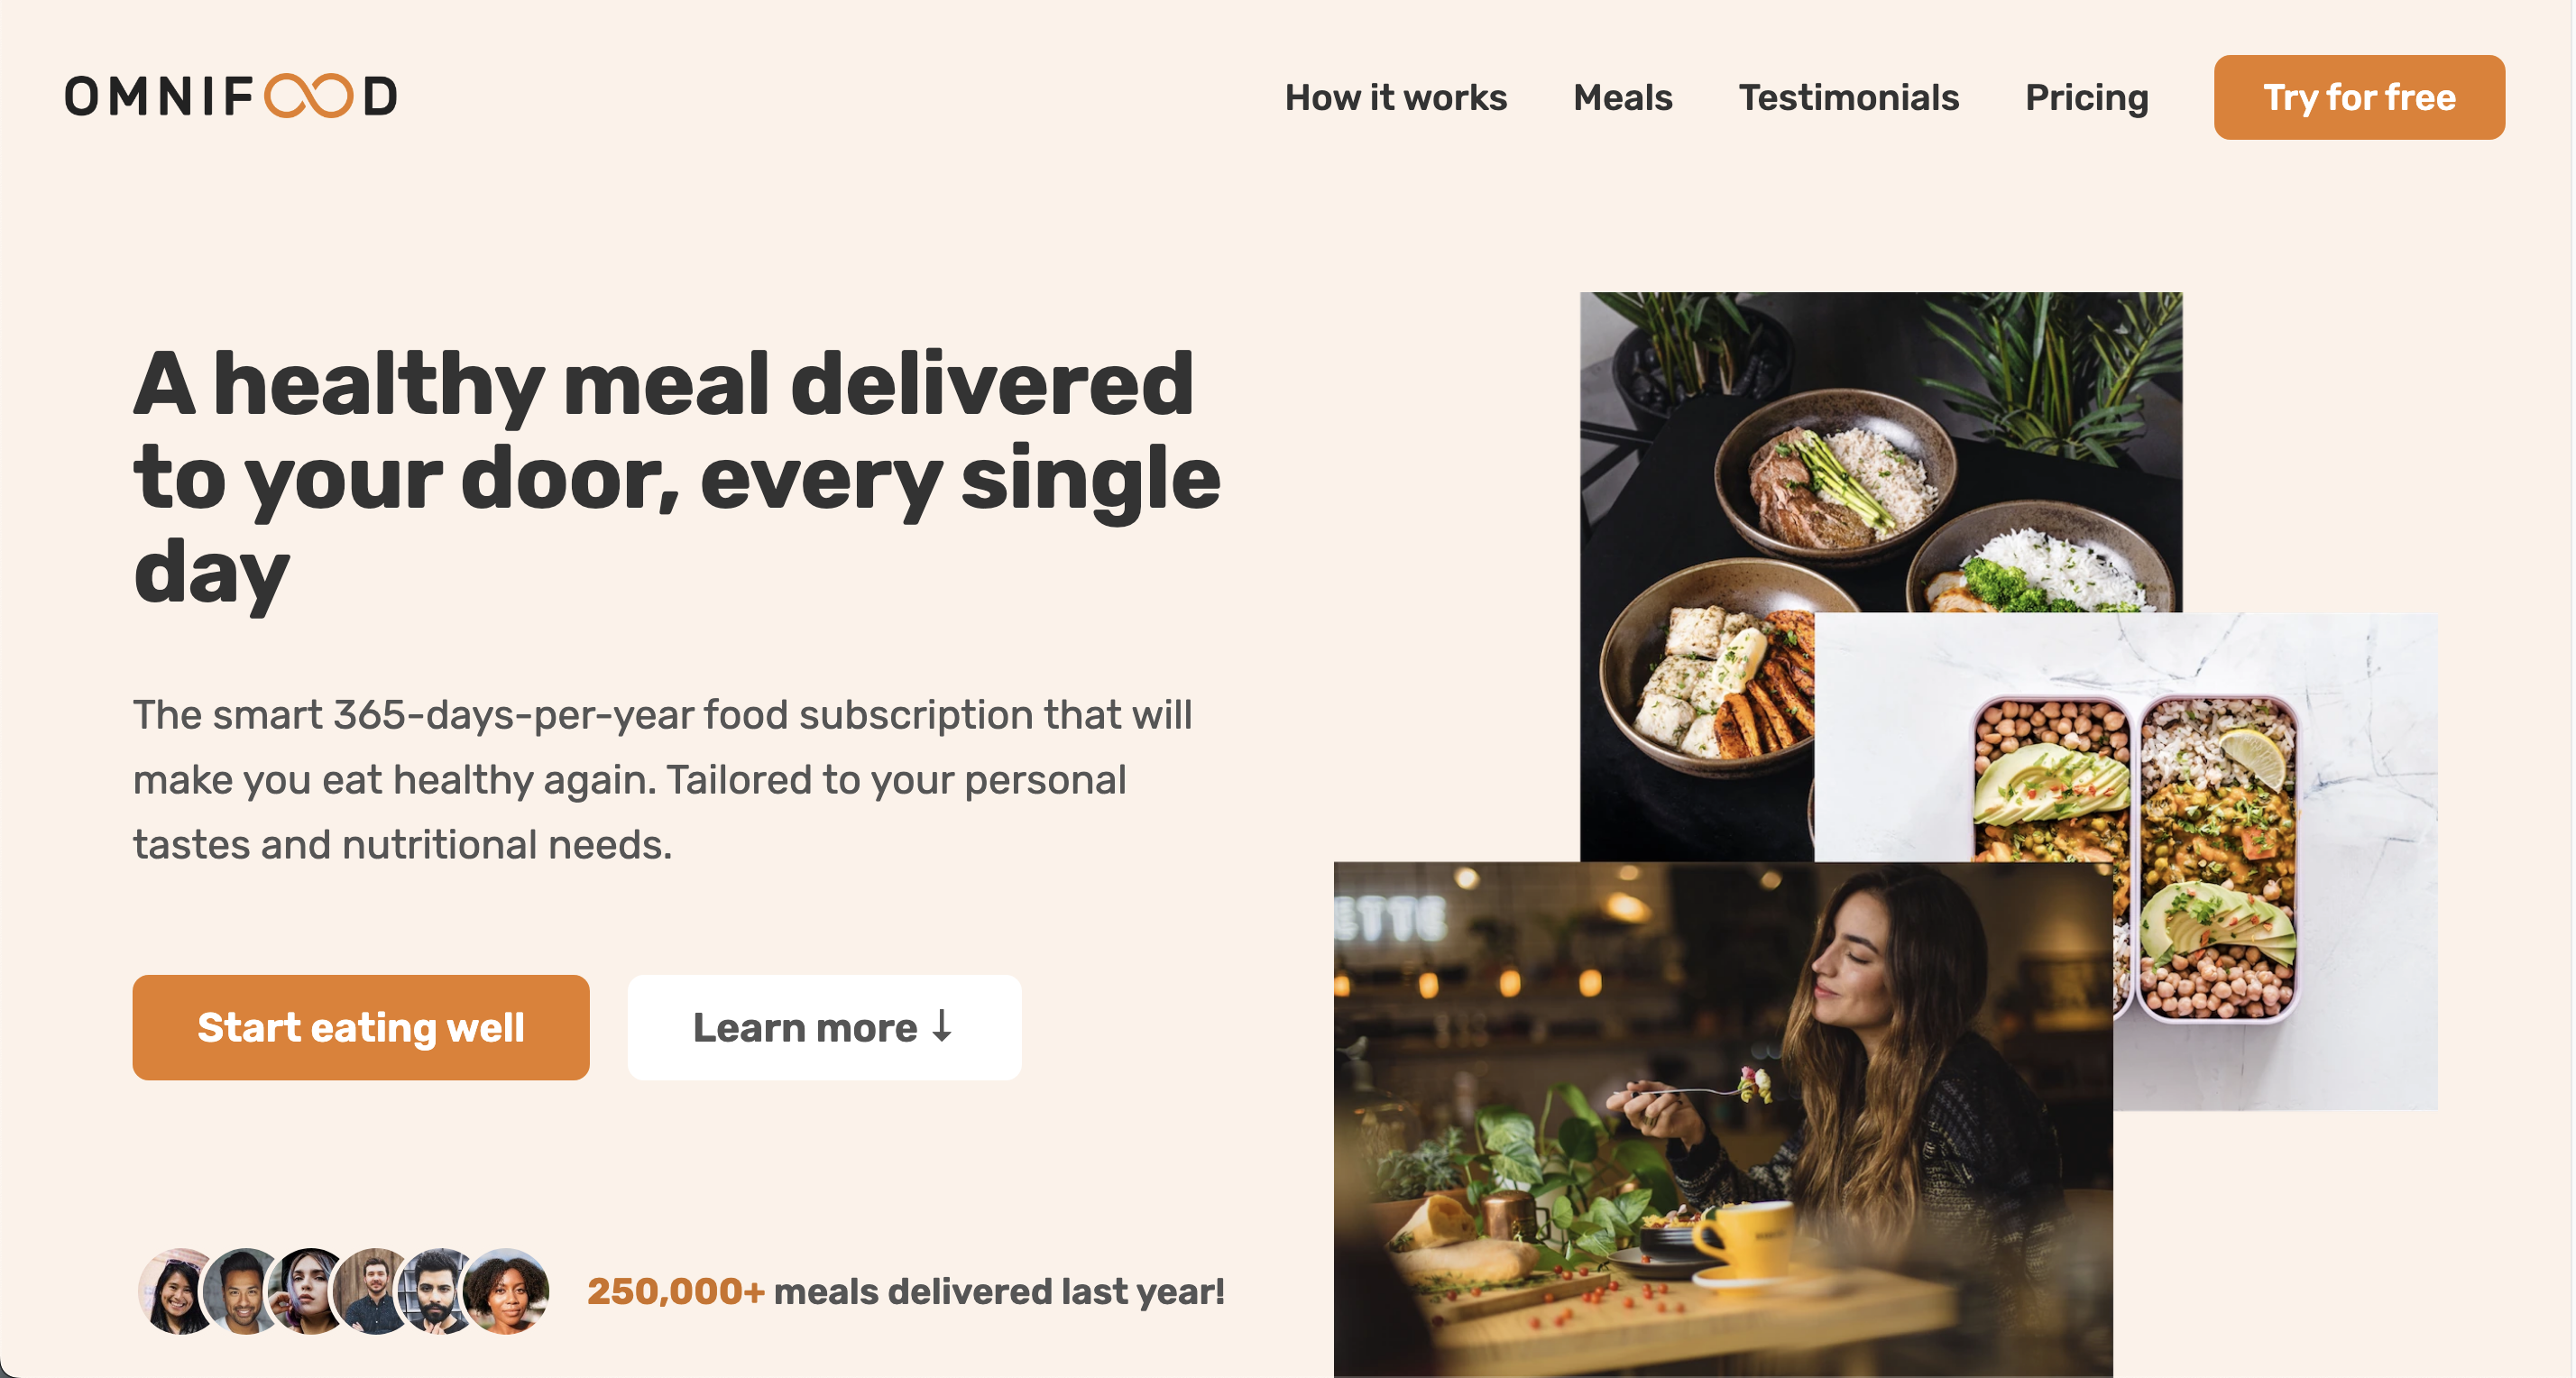 OMNIFOOD
How it works
Meals
Testimonials
Pricing
Try for free
A healthy meal delivered
to your door, every single
day
The smart 365-days-per-year food subscription that will
make you eat healthy again. Tailored to your personal
tastes and nutritional needs.
Start eating well
Learn more ↓
ETTE
250,000+ meals delivered last year!